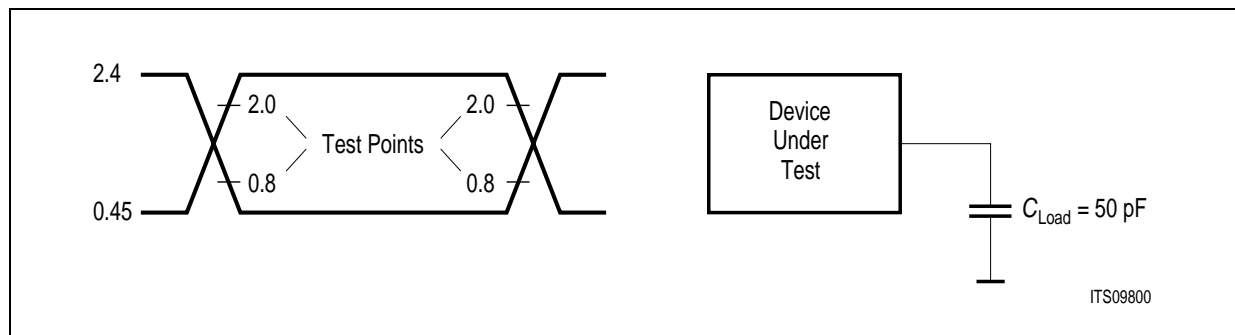 2.4
2.0
2.0
Test Points
0.8
0.8
0.45
Device
Under
Test
C Load = 50 pF
ITS09800